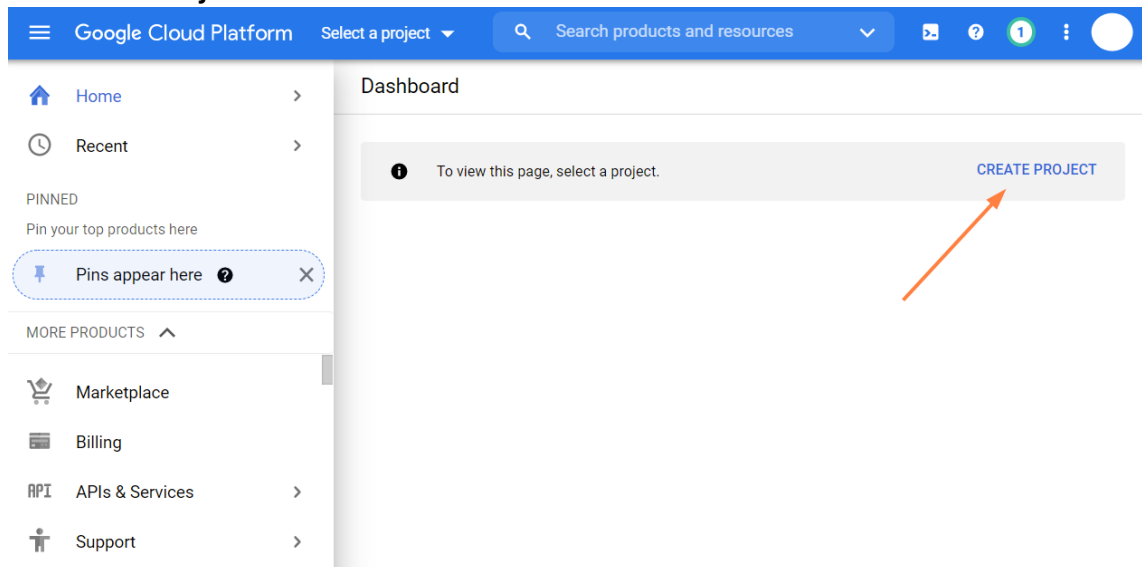 Google Cloud Platform
Select a project
Search products and resources
1
Home
Recent
PINNED
Pin your top products here
Pins appear here
MORE PRODUCTS
Marketplace
Billing
API
APIs & Services
Support
Dashboard
To view this page, select a project.
CREATE PROJECT